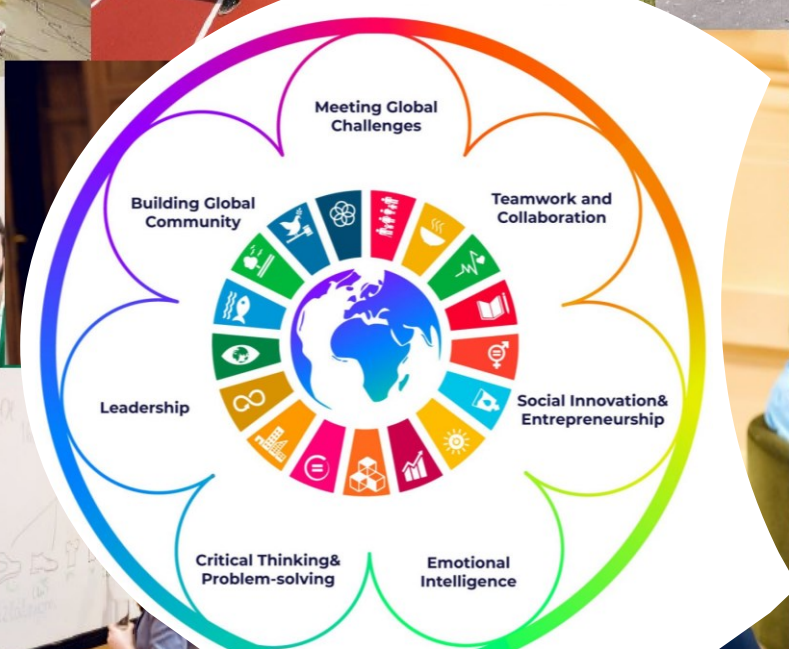 Meeting Global
Challenges
Teamwork and
Collaboration
Social Innovation&
Entrepreneurship
Emotional
Intelligence
Critical Thinking&
Problem-solving
Leadership
Building Global
Community